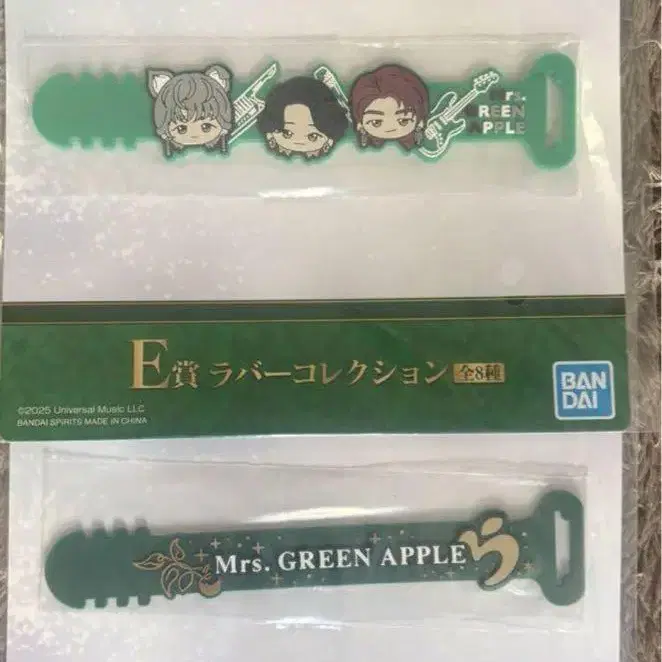 Mrs.
GREEN
APPLE
E賞 ラバーコレクション 全8種
BAN
DAI
©2025 Universal Music LLC
BANDAI SPIRITS MADE IN CHINA
Mrs. GREEN APPLE